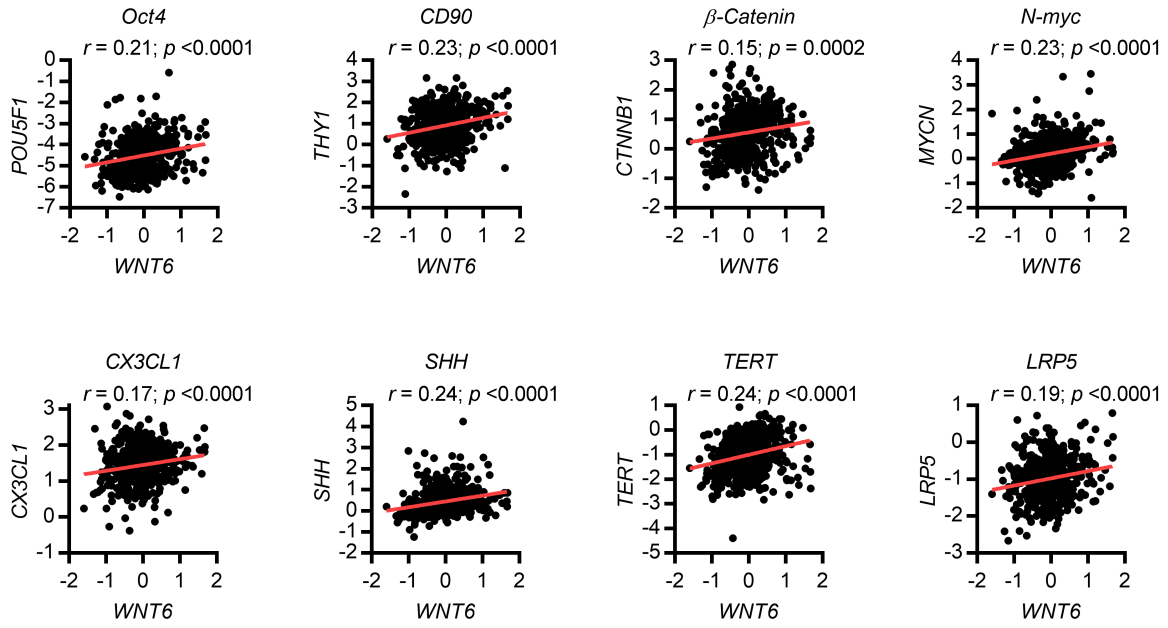 Oct4 CD90 β-Catenin N-myc
r = 0.21; p <0.0001 r = 0.23; p <0.0001 r = 0.15; p = 0.0002 r = 0.23; p <0.0001
0 -1 -2 -3 -4 -5 -6 -7
POU5F1
-2 -1 0 1 2
WNT6
4 3 2 1 0 -1 -2 -3
THY1
-2 -1 0 1 2
WNT6
3 2 1 0 -1 -2
CTNNB1
-2 -1 0 1 2
WNT6
4 3 2 1 0 -1 -2
MYCN
-2 -1 0 1 2
WNT6
CX3CL1 SHH TERT LRP5
r = 0.17; p <0.0001 r = 0.24; p <0.0001 r = 0.24; p <0.0001 r = 0.19; p <0.0001
3 2 1 0 -1
CX3CL1
-2 -1 0 1 2
WNT6
5 4 3 2 1 0 -1 -2
SHH
-2 -1 0 1 2
WNT6
1 0 -1 -2 -3 -4 -5
TERT
-2 -1 0 1 2
WNT6
1 0 -1 -2 -3
LRP5
-2 -1 0 1 2
WNT6